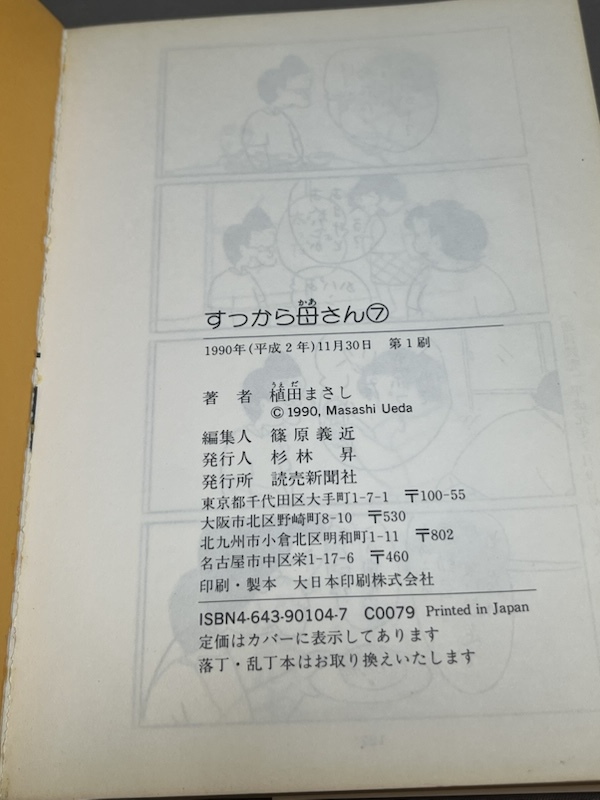 すっから母さん⑦
かあ
1990年(平成2年)11月30日 第1刷
著者 植田まさし
うえだ
© 1990, Masashi Ueda
編集人 篠原義近
発行人 杉林 昇
発行所 読売新聞社
東京都千代田区大手町1-7-1 〒100-55
大阪市北区野崎町8-10 〒530
北九州市小倉北区明和町1-11 〒802
名古屋市中区栄1-17-6 〒460
印刷・製本 大日本印刷株式会社
ISBN4-643-90104-7 C0079 Printed in Japan
定価はカバーに表示してあります
落丁・乱丁本はお取り換えいたします